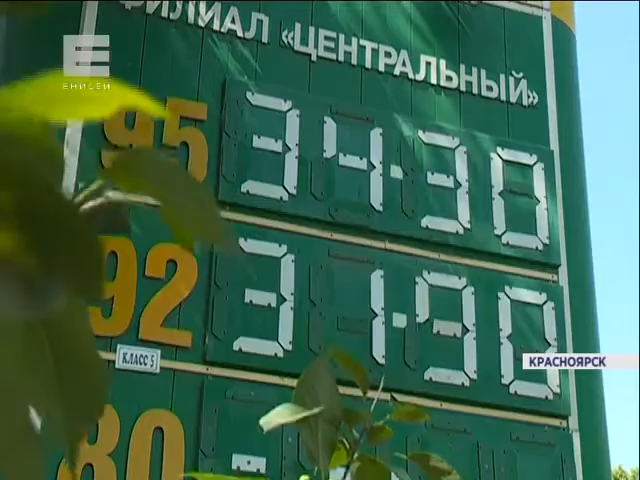 ФИЛИАЛ «ЦЕНТРАЛЬНЫЙ»
Е
ЕНИСЕЙ
95 34.30
92 31.90
КЛАСС 5
КРАСНОЯРСК
80